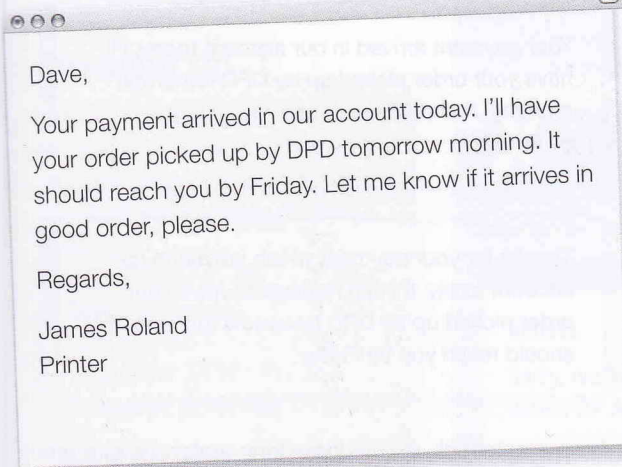 Dave,
Your payment arrived in our account today. I'll have
your order picked up by DPD tomorrow morning. It
should reach you by Friday. Let me know if it arrives in
good order, please.
Regards,
James Roland
Printer